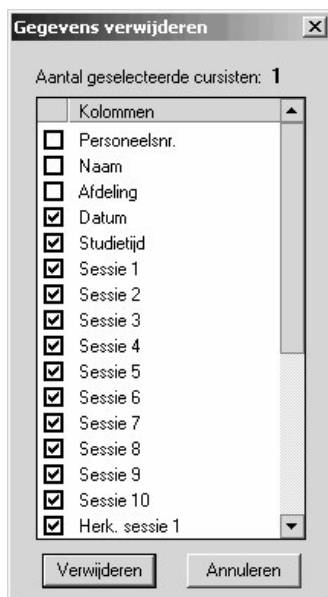 Gegevens verwijderen
Aantal geselecteerde cursisten: 1
Kolommen
Personeelsnr.
Naam
Afdeling
Datum
Studietijd
Sessie 1
Sessie 2
Sessie 3
Sessie 4
Sessie 5
Sessie 6
Sessie 7
Sessie 8
Sessie 9
Sessie 10
Herk. sessie 1
Verwijderen Annuleren